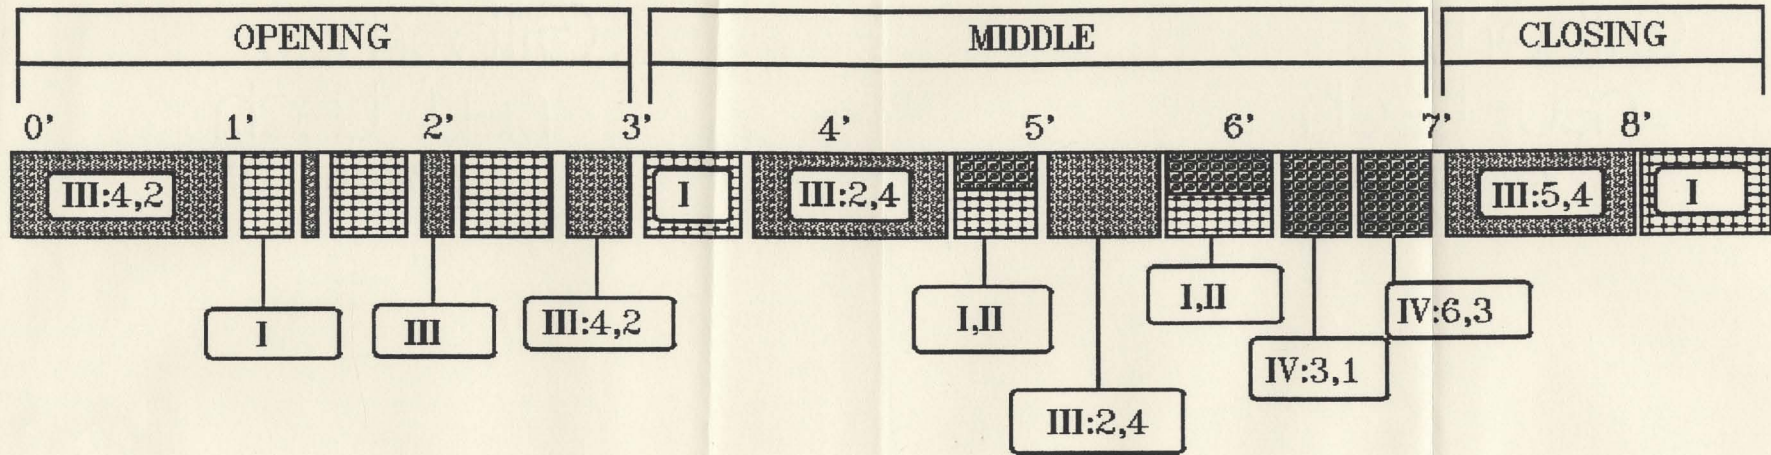 OPENING MIDDLE CLOSING
0' 1' 2' 3' 4' 5' 6' 7' 8'
III:4,2 I III:2,4 III:5,4 I
I III III:4,2 I,II I,II IV:6,3
IV:3,1
III:2,4